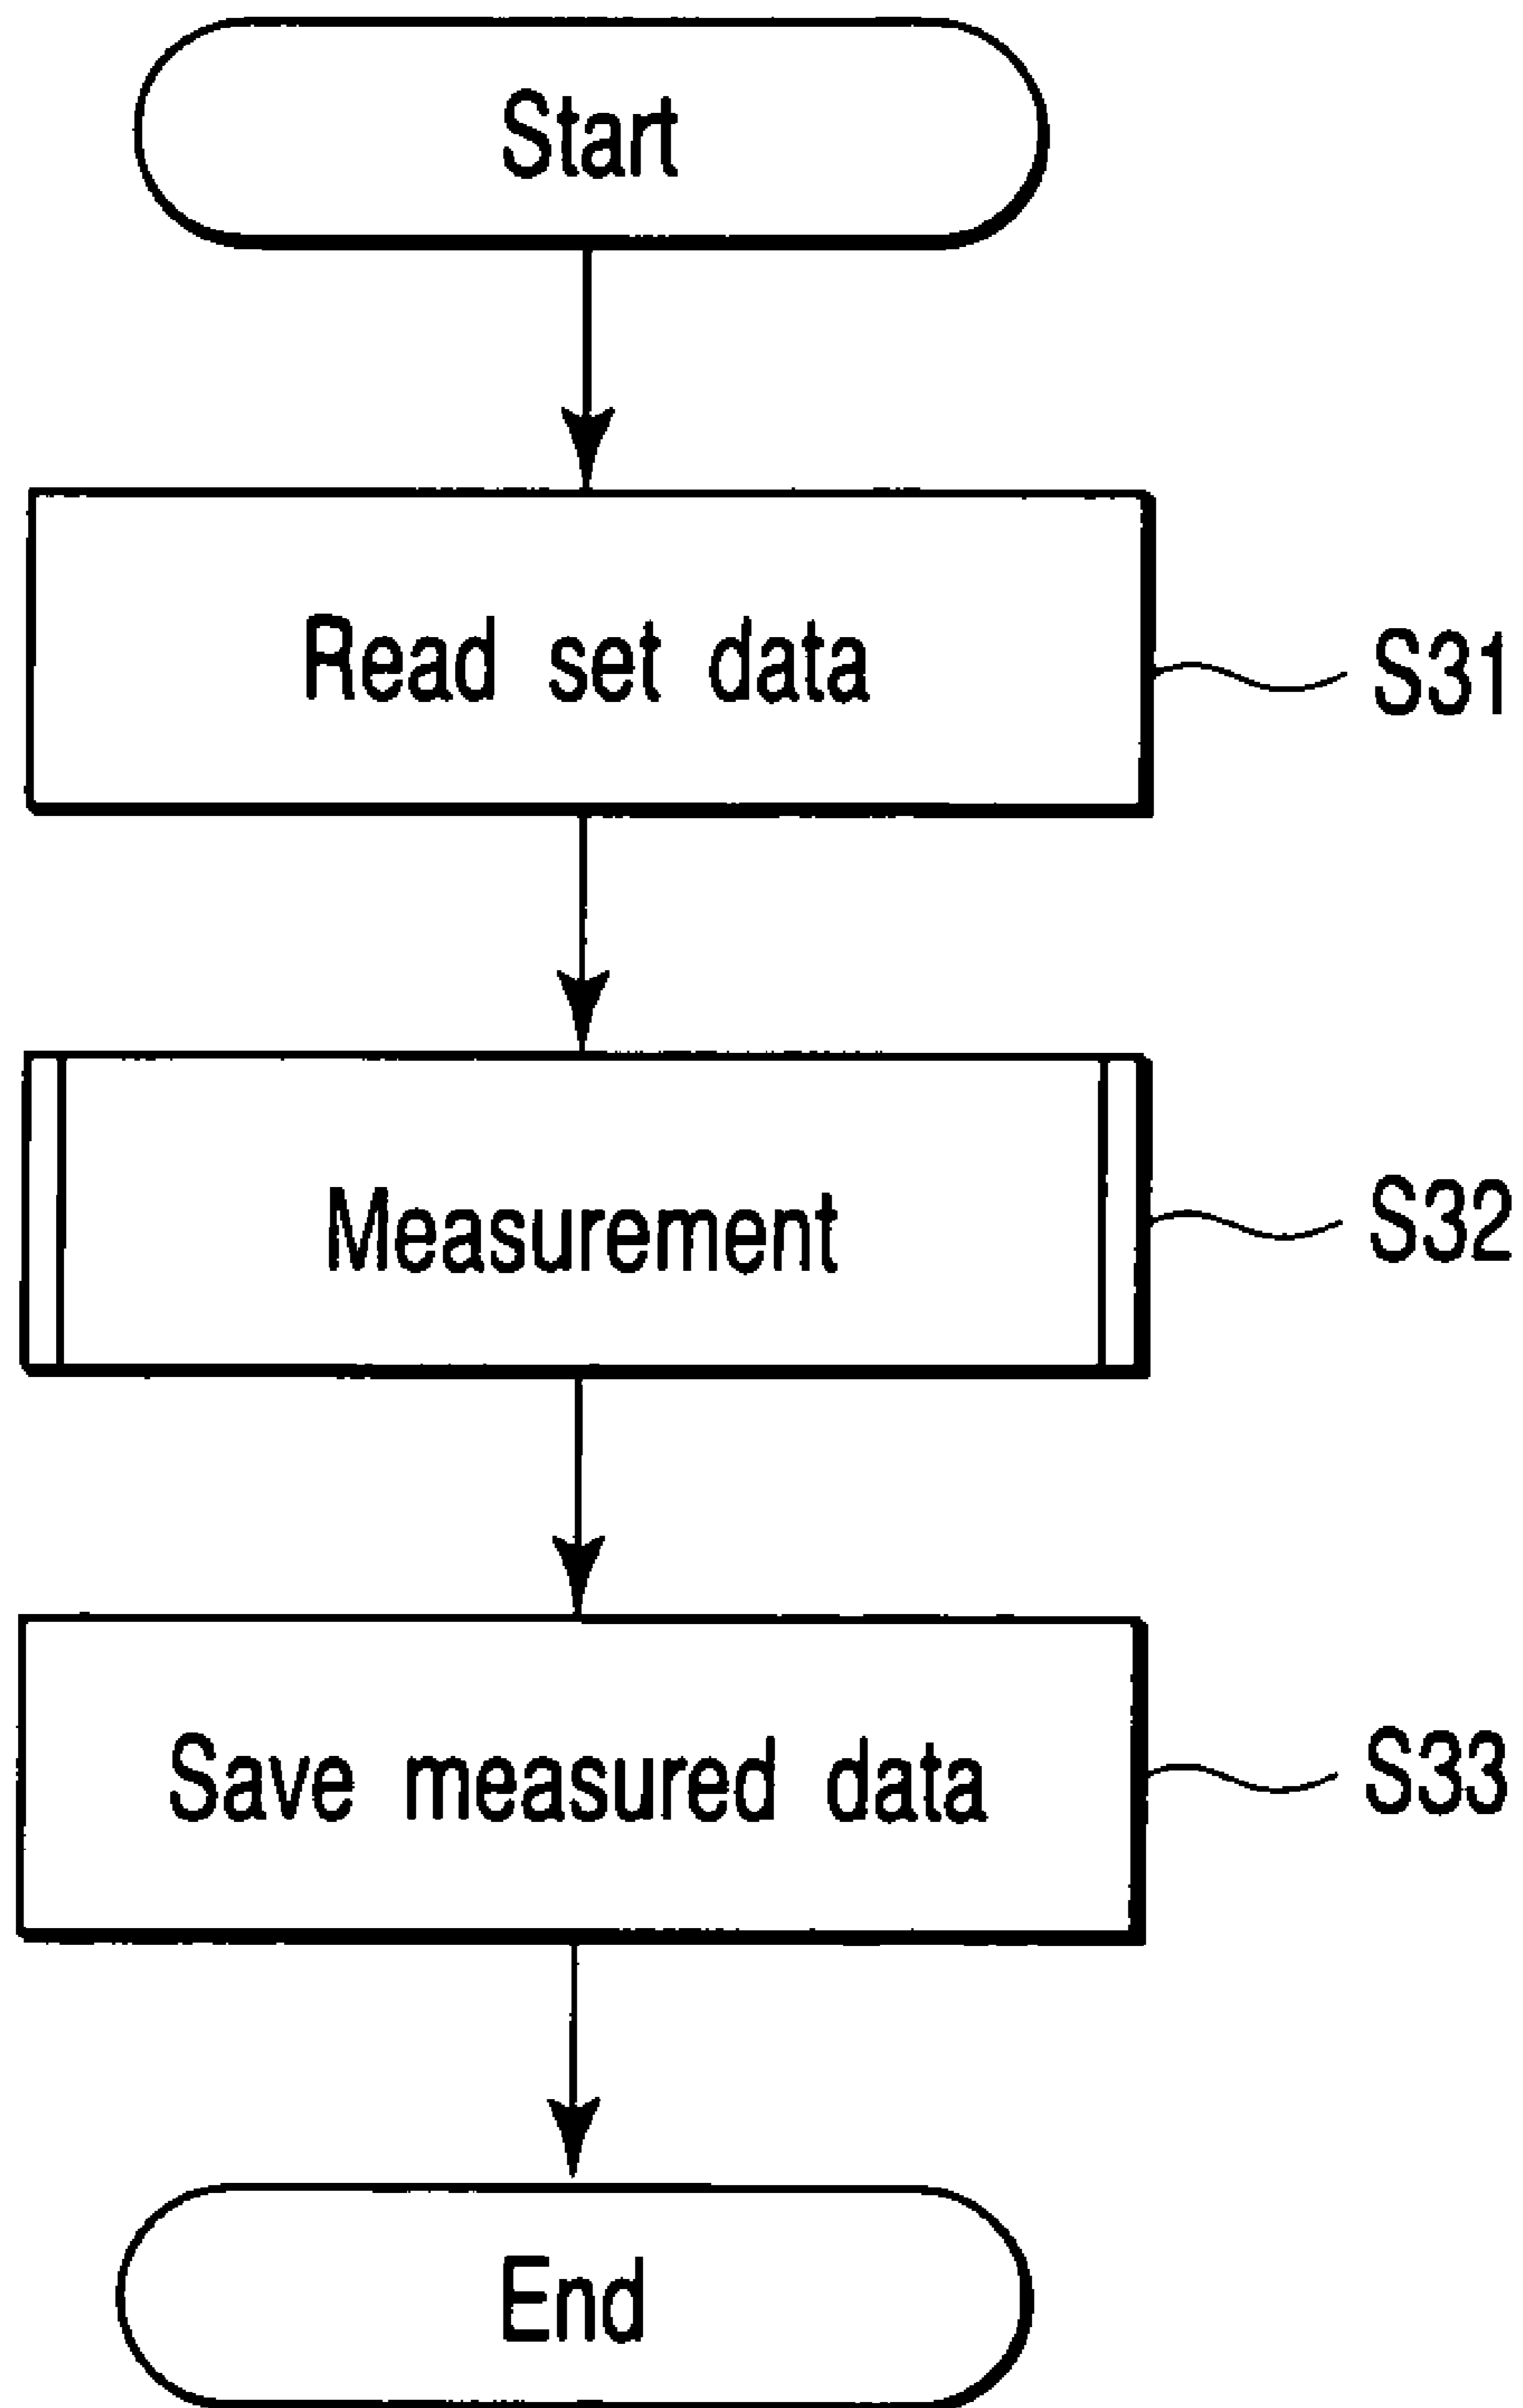 Start
Read set data
S31
Measurement
S32
Save measured data
S33
End